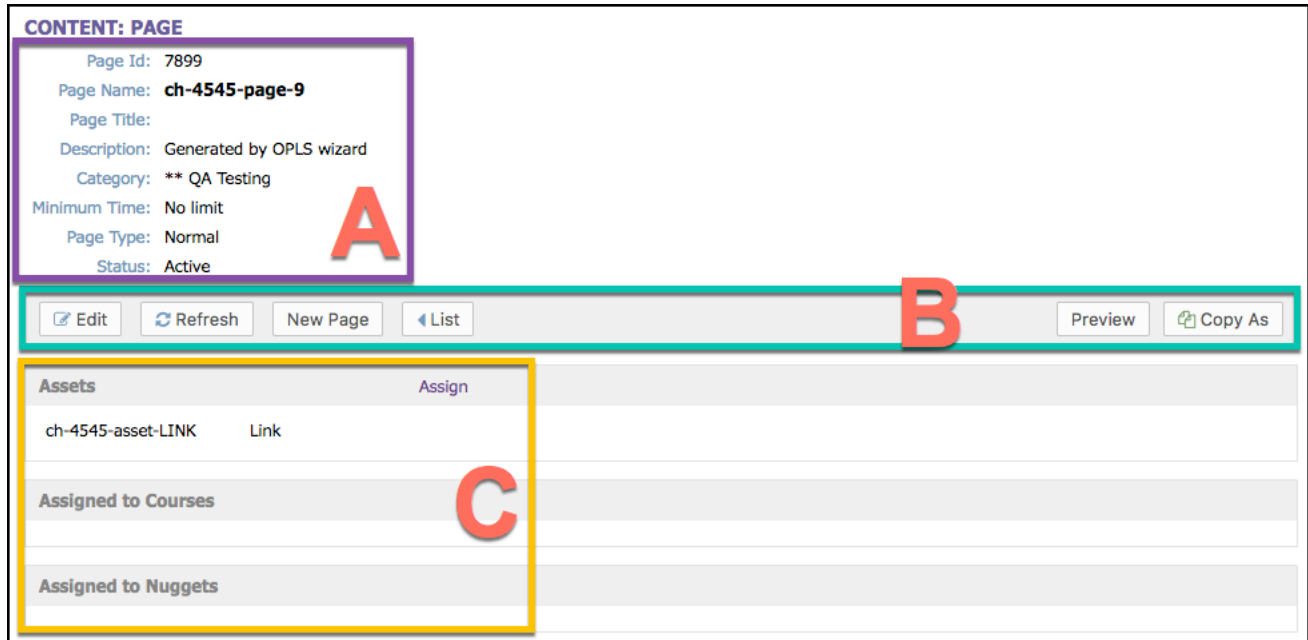 CONTENT: PAGE
Page Id: 7899
Page Name: ch-4545-page-9
Page Title:
Description: Generated by OPLS wizard
Category: ** QA Testing
Minimum Time: No limit
Page Type: Normal
Status: Active
A
Edit Refresh New Page List B Preview Copy As
Assets Assign
ch-4545-asset-LINK Link
Assigned to Courses
C
Assigned to Nuggets